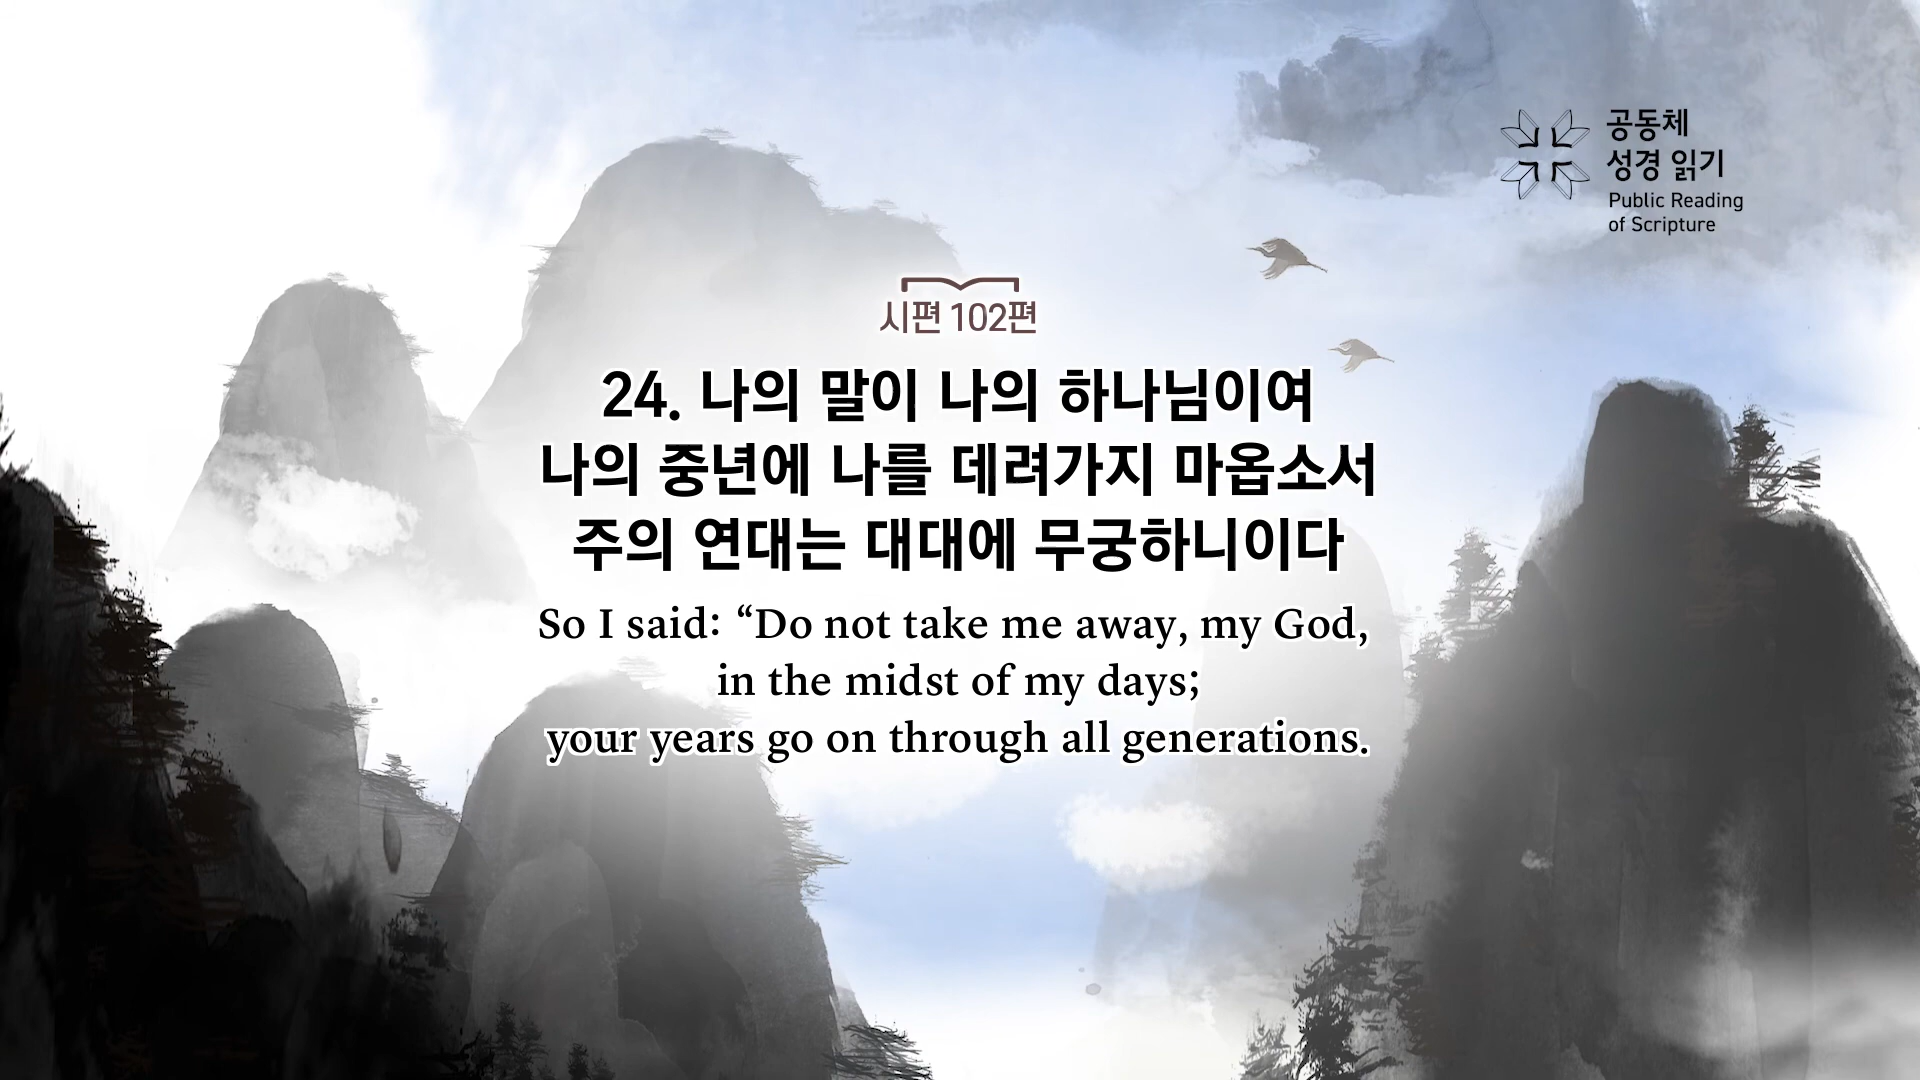 공동체
성경 읽기
Public Reading
of Scripture
시편 102편
24. 나의 말이 나의 하나님이여
나의 중년에 나를 데려가지 마옵소서
주의 연대는 대대에 무궁하니이다
So I said: “Do not take me away, my God,
in the midst of my days;
your years go on through all generations.